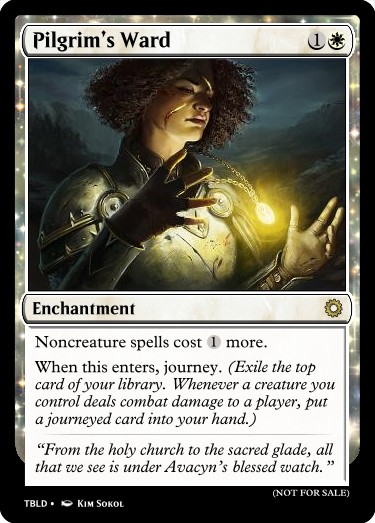 Pilgrim's Ward 1
Enchantment
Noncreature spells cost 1 more.
When this enters, journey. (Exile the top
card of your library. Whenever a creature you
control deals combat damage to a player, put
a journeyed card into your hand.)
“From the holy church to the sacred glade, all
that we see is under Avacyn's blessed watch.”
(NOT FOR SALE)
TBLD • Kim Sokol